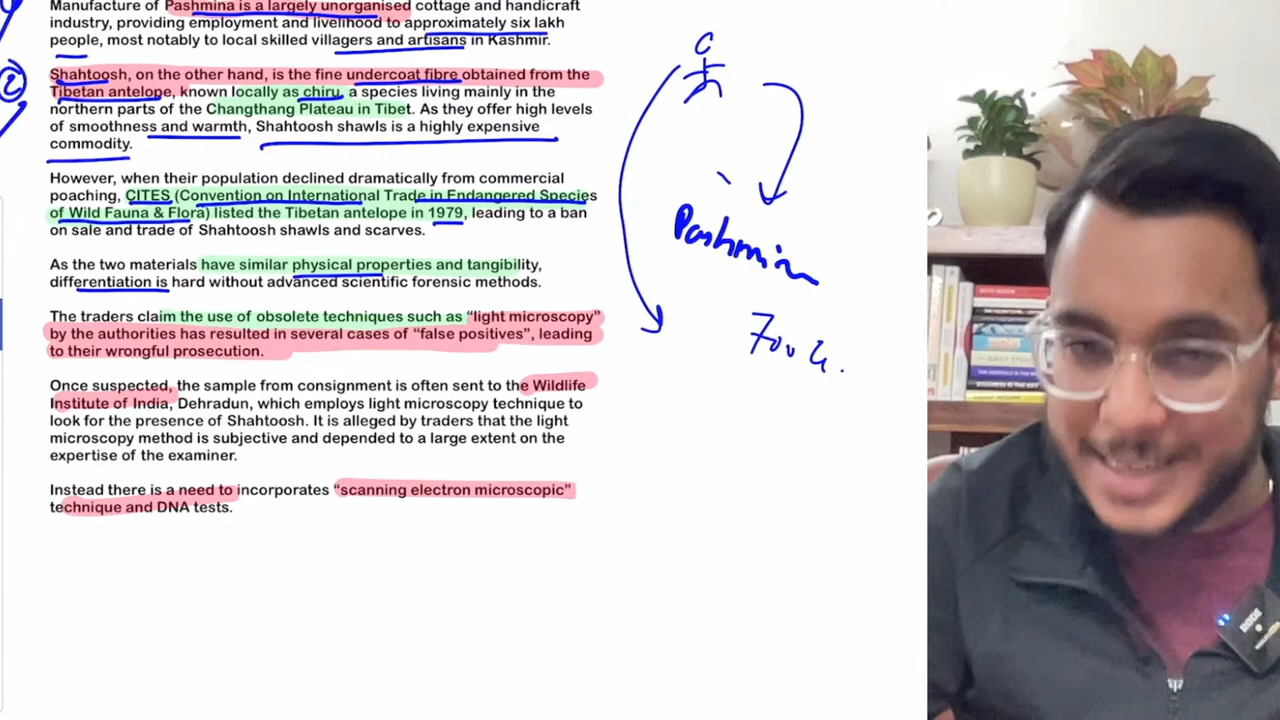 Manufacture of Pashmina is a largely unorganised cottage and handicraft
industry, providing employment and livelihood to approximately six lakh
people, most notably to local skilled villagers and artisans in Kashmir.
Shahtoosh, on the other hand, is the fine undercoat fibre obtained from the
Tibetan antelope, known locally as chiru, a species living mainly in the
northern parts of the Changthang Plateau in Tibet. As they offer high levels
of smoothness and warmth, Shahtoosh shawls is a highly expensive
commodity.
However, when their population declined dramatically from commercial
poaching, CITES (Convention on International Trade in Endangered Species
of Wild Fauna & Flora) listed the Tibetan antelope in 1979, leading to a ban
on sale and trade of Shahtoosh shawls and scarves.
As the two materials have similar physical properties and tangibility,
differentiation is hard without advanced scientific forensic methods.
The traders claim the use of obsolete techniques such as “light microscopy”
by the authorities has resulted in several cases of “false positives”, leading
to their wrongful prosecution.
Once suspected, the sample from consignment is often sent to the Wildlife
Institute of India, Dehradun, which employs light microscopy technique to
look for the presence of Shahtoosh. It is alleged by traders that the light
microscopy method is subjective and depended to a large extent on the
expertise of the examiner.
Instead there is a need to incorporates “scanning electron microscopic”
technique and DNA tests.
Pashmina
RODE